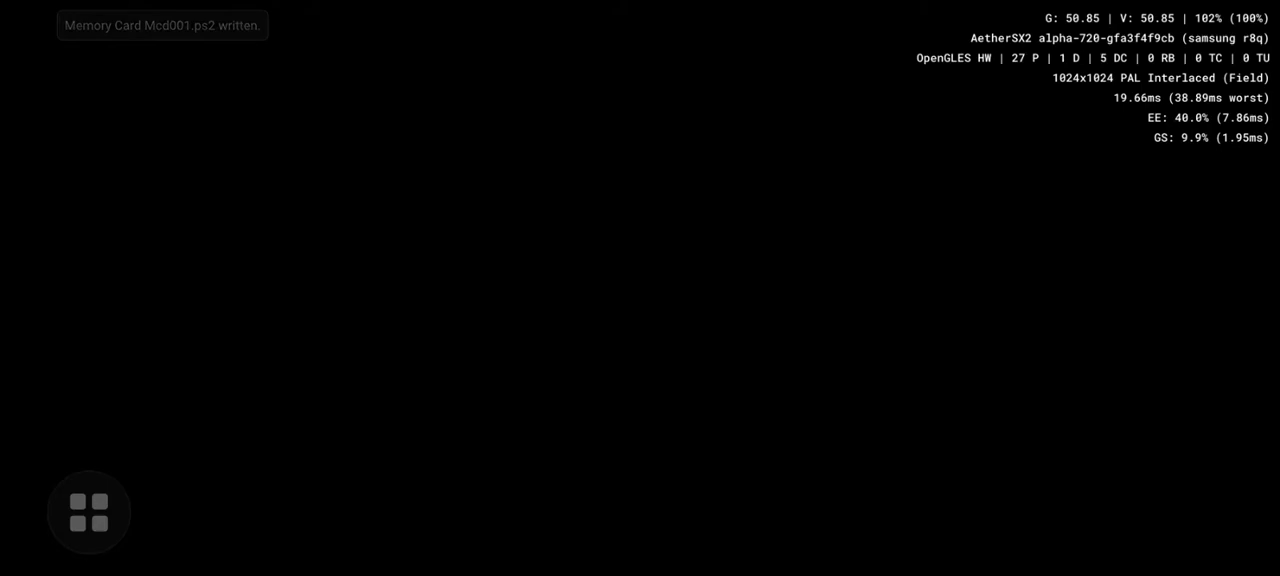 Memory Card Mcd001.ps2 written.
G: 50.85 | V: 50.85 | 102% (100%)
AetherSX2 alpha-720-gfa3f4f9cb (samsung r8q)
OpenGLES HW | 27 P | 1 D | 5 DC | 0 RB | 0 TC | 0 TU
1024x1024 PAL Interlaced (Field)
19.66ms (38.89ms worst)
EE: 40.0% (7.86ms)
GS: 9.9% (1.95ms)